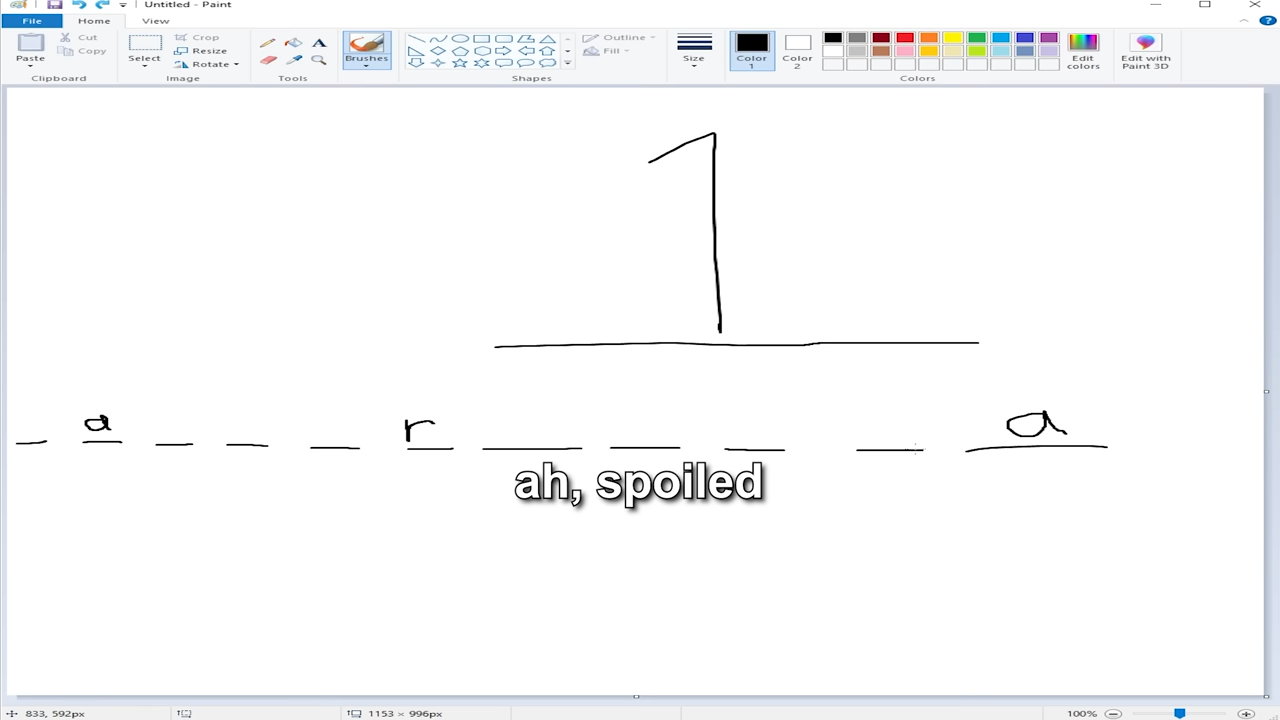 Untitled - Paint
File Home View
Paste Cut Copy Clipboard
Select Crop Resize Rotate Image
Tools
Brushes
Shapes Outline Fill
Size
Color 1 Color 2 Edit colors Edit with Paint 3D Colors
1
_ a _ _ _ r _ _ _ _ a
ah, spoiled
833, 592px 1153 × 996px 100%